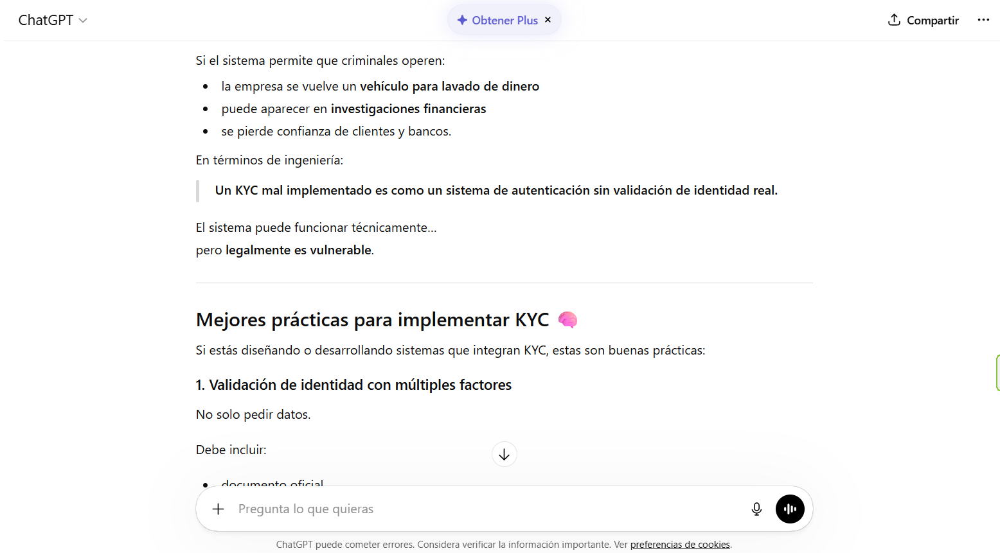 ChatGPT
Obtener Plus
Compartir
Si el sistema permite que criminales operen:
la empresa se vuelve un vehículo para lavado de dinero
puede aparecer en investigaciones financieras
se pierde confianza de clientes y bancos.
En términos de ingeniería:
Un KYC mal implementado es como un sistema de autenticación sin validación de identidad real.
El sistema puede funcionar técnicamente...
pero legalmente es vulnerable.
Mejores prácticas para implementar KYC
Si estás diseñando o desarrollando sistemas que integran KYC, estas son buenas prácticas:
1. Validación de identidad con múltiples factores
No solo pedir datos.
Debe incluir:
documento oficial
Pregunta lo que quieras
ChatGPT puede cometer errores. Considera verificar la información importante. Ver preferencias de cookies.